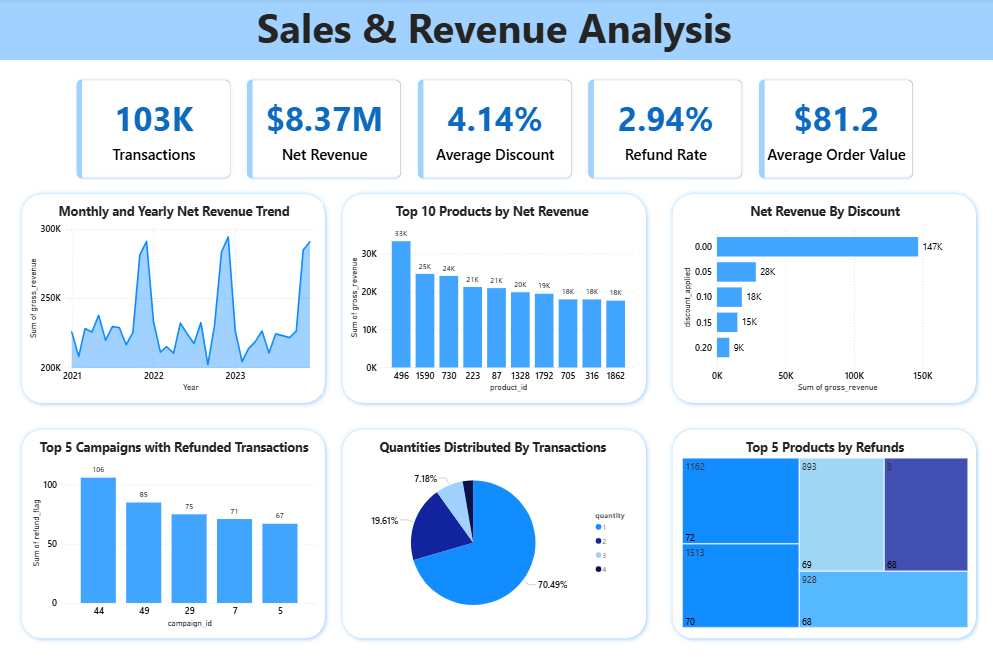 Sales & Revenue Analysis
103K
Transactions
$8.37M
Net Revenue
4.14%
Average Discount
2.94%
Refund Rate
$81.2
Average Order Value
Monthly and Yearly Net Revenue Trend
Sum of gross_revenue
300K
250K
200K
2021
2022
2023
Year
Top 10 Products by Net Revenue
Sum of gross_revenue
30K
20K
10K
0K
33K
25K
24K
21K
21K
20K
19K
18K
18K
18K
496
1590
730
223
87
1328
1792
705
316
1862
product_id
Net Revenue By Discount
discount_applied
0.00
147K
0.05
28K
0.10
18K
0.15
15K
0.20
9K
0K
50K
100K
150K
Sum of gross_revenue
Top 5 Campaigns with Refunded Transactions
Sum of refund_flag
100
50
0
106
85
75
71
67
44
49
29
7
5
campaign_id
Quantities Distributed By Transactions
7.18%
19.61%
70.49%
quantity
1
2
3
4
Top 5 Products by Refunds
1162
72
1513
70
893
69
8
68
928
68